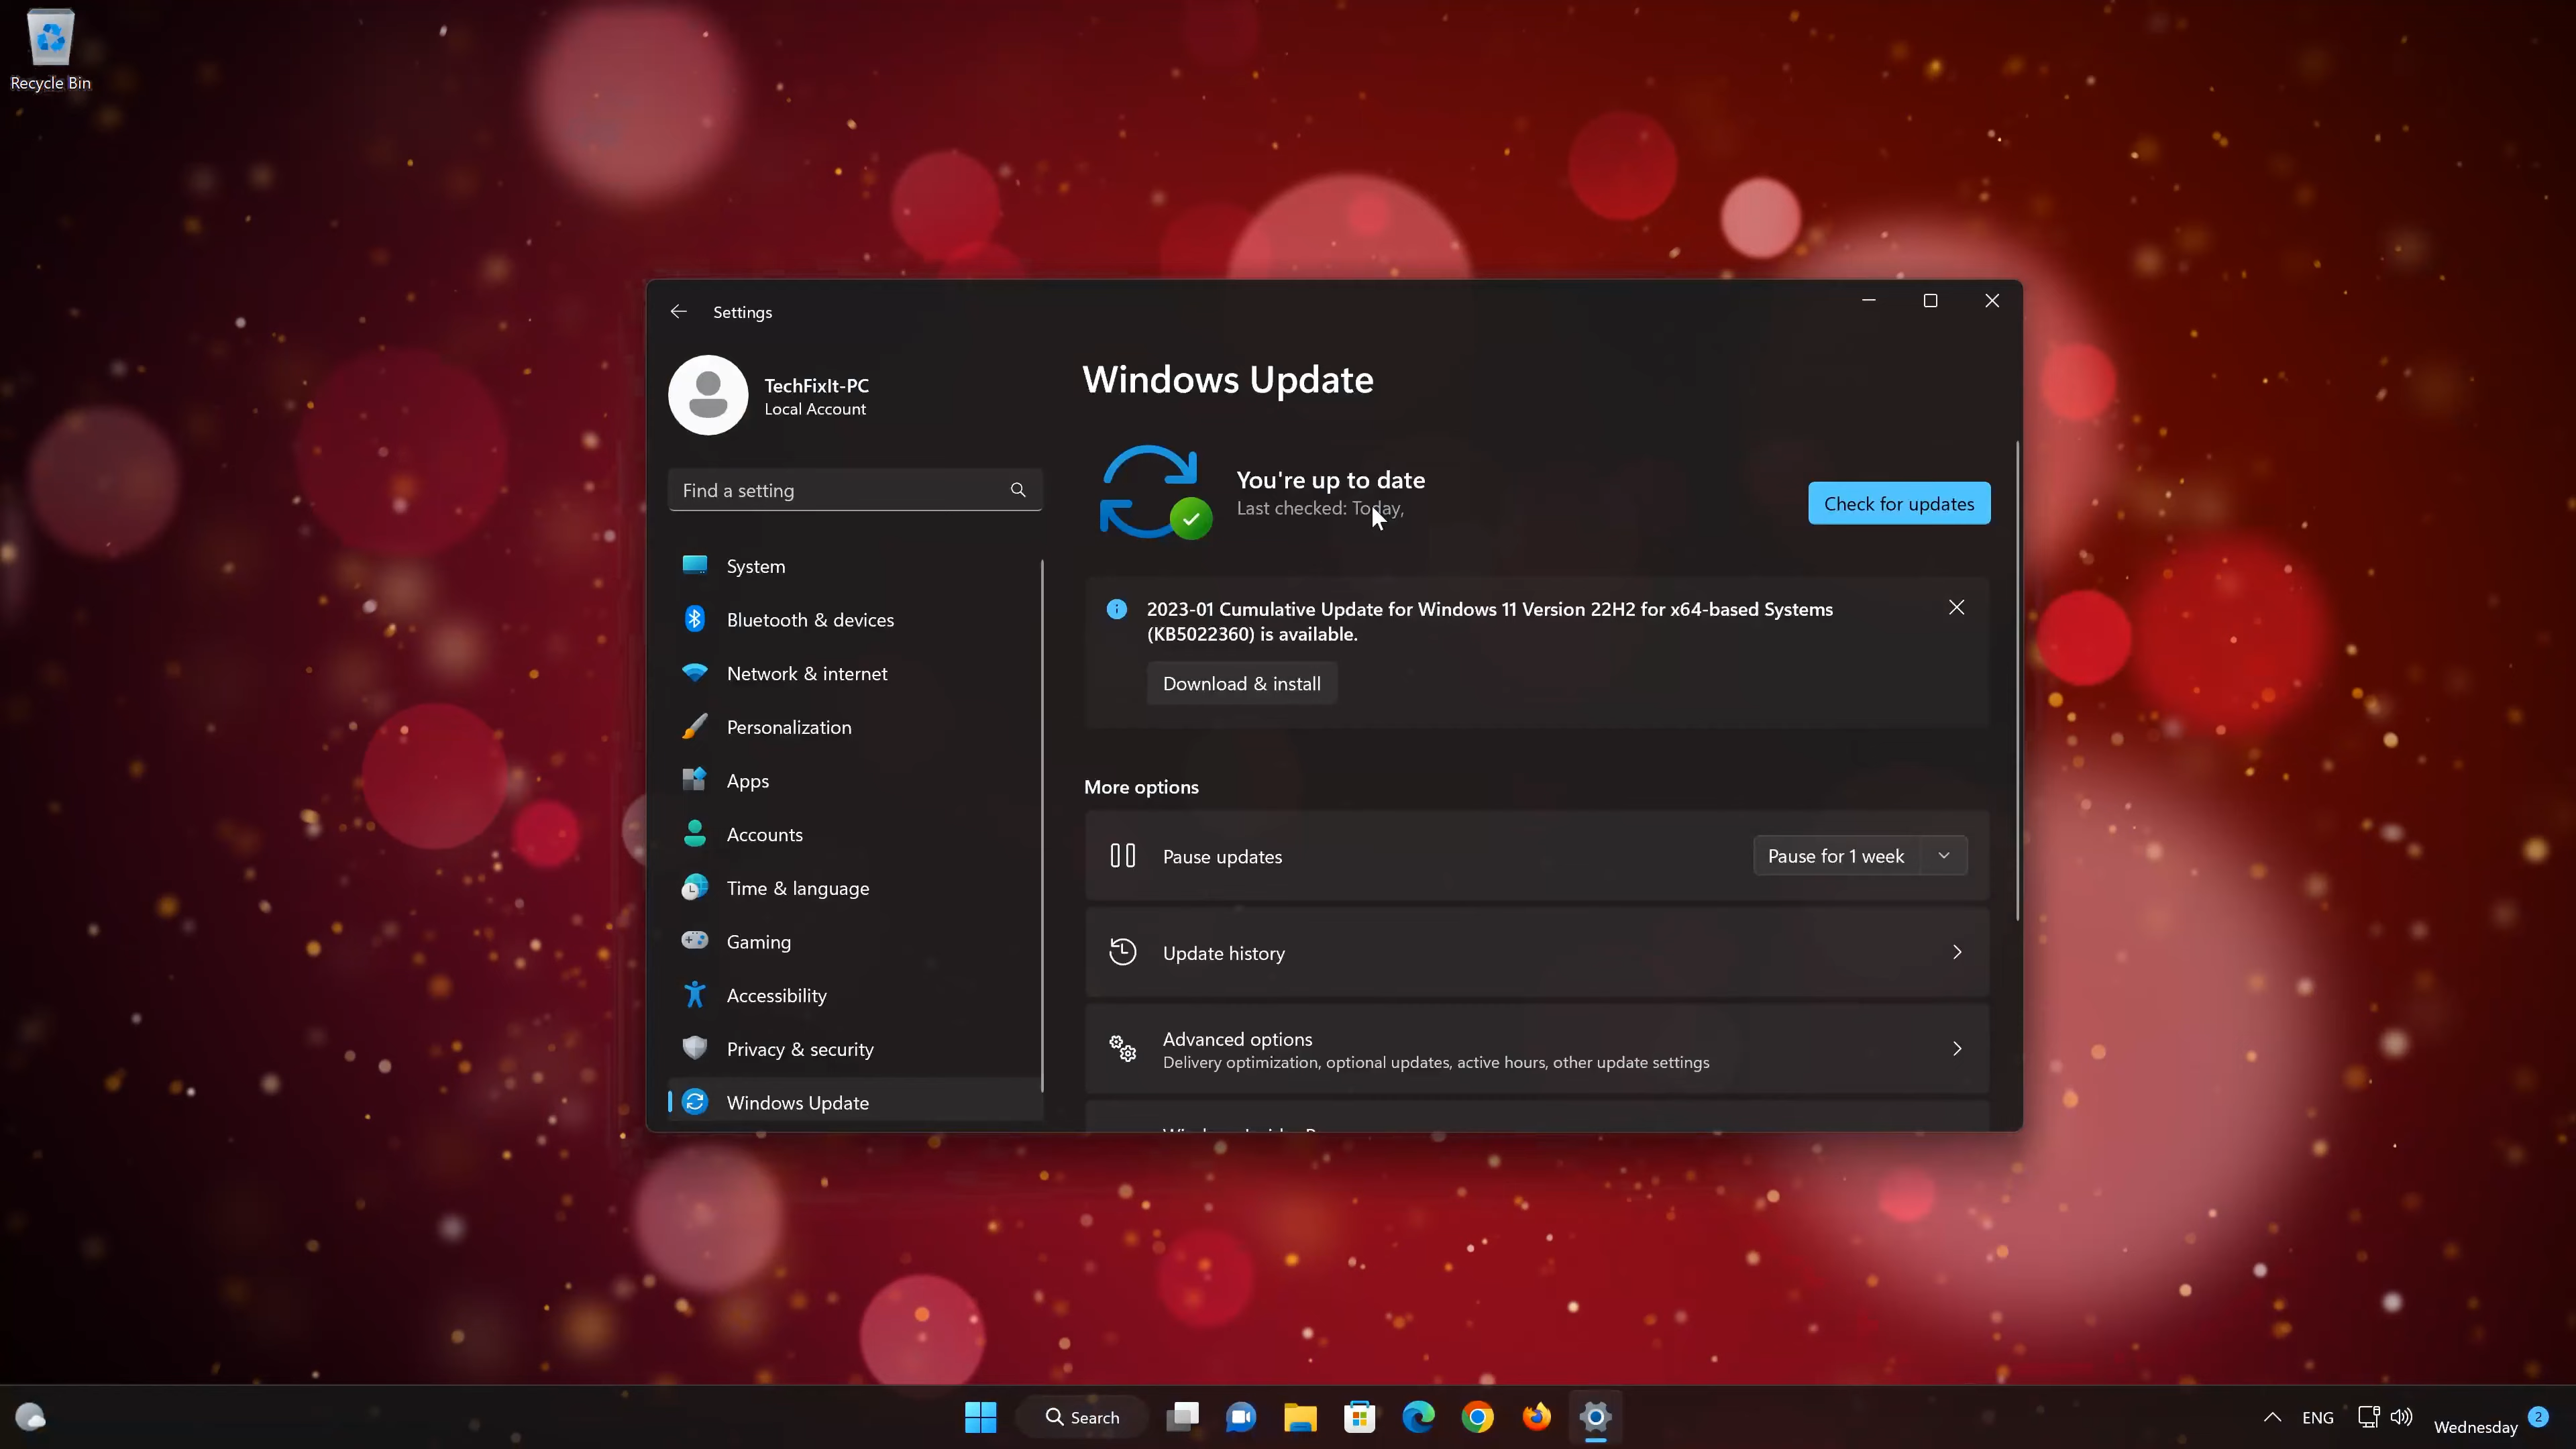 Recycle Bin
Settings
TechFixIt-PC
Local Account
Find a setting
System
Bluetooth & devices
Network & internet
Personalization
Apps
Accounts
Time & language
Gaming
Accessibility
Privacy & security
Windows Update
Windows Update
You're up to date
Last checked: Today,
Check for updates
2023-01 Cumulative Update for Windows 11 Version 22H2 for x64-based Systems
(KB5022360) is available.
Download & install
More options
Pause updates
Pause for 1 week
Update history
Advanced options
Delivery optimization, optional updates, active hours, other update settings
Search
ENG
Wednesday
2